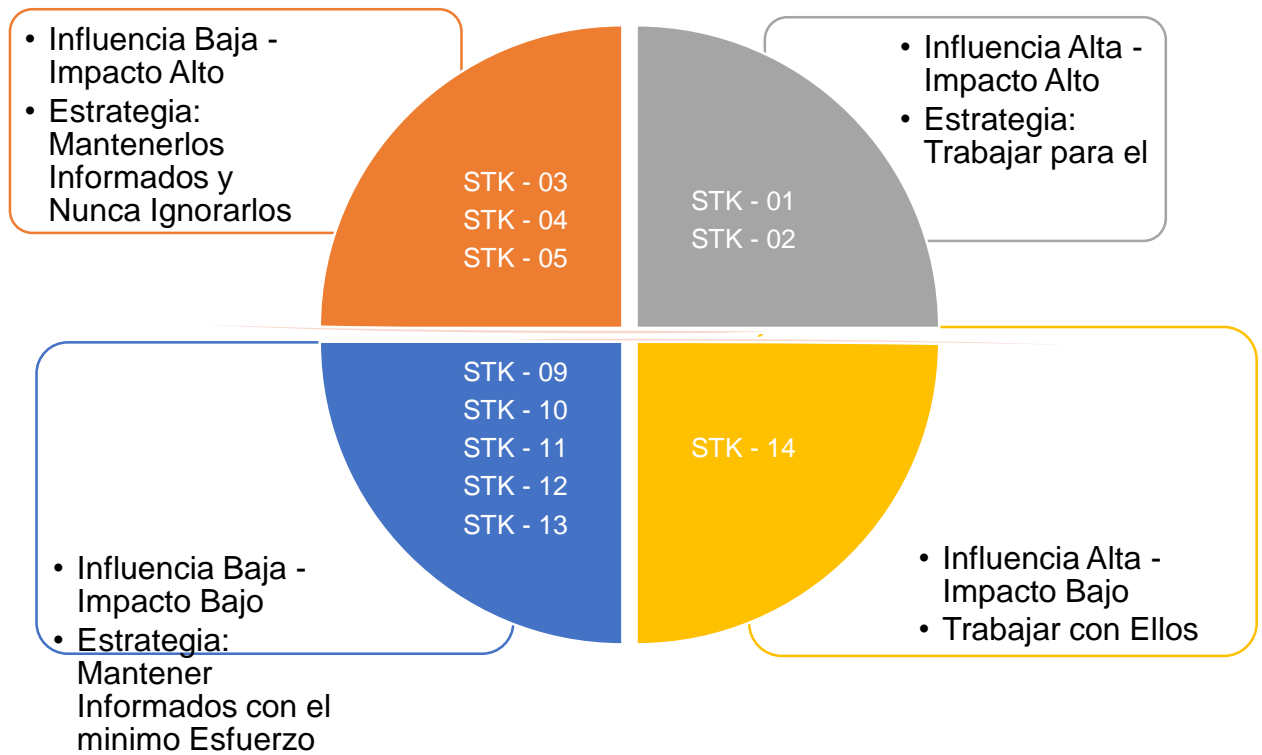 • Influencia Baja -
Impacto Alto
• Estrategia:
Mantenerlos
Informados y
Nunca Ignorarlos
STK - 03
STK - 04
STK - 05
STK - 01
STK - 02
• Influencia Alta -
Impacto Alto
• Estrategia:
Trabajar para el
• Influencia Baja -
Impacto Bajo
• Estrategia:
Mantener
Informados con el
minimo Esfuerzo
STK - 09
STK - 10
STK - 11
STK - 12
STK - 13
STK - 14
• Influencia Alta -
Impacto Bajo
• Trabajar con Ellos